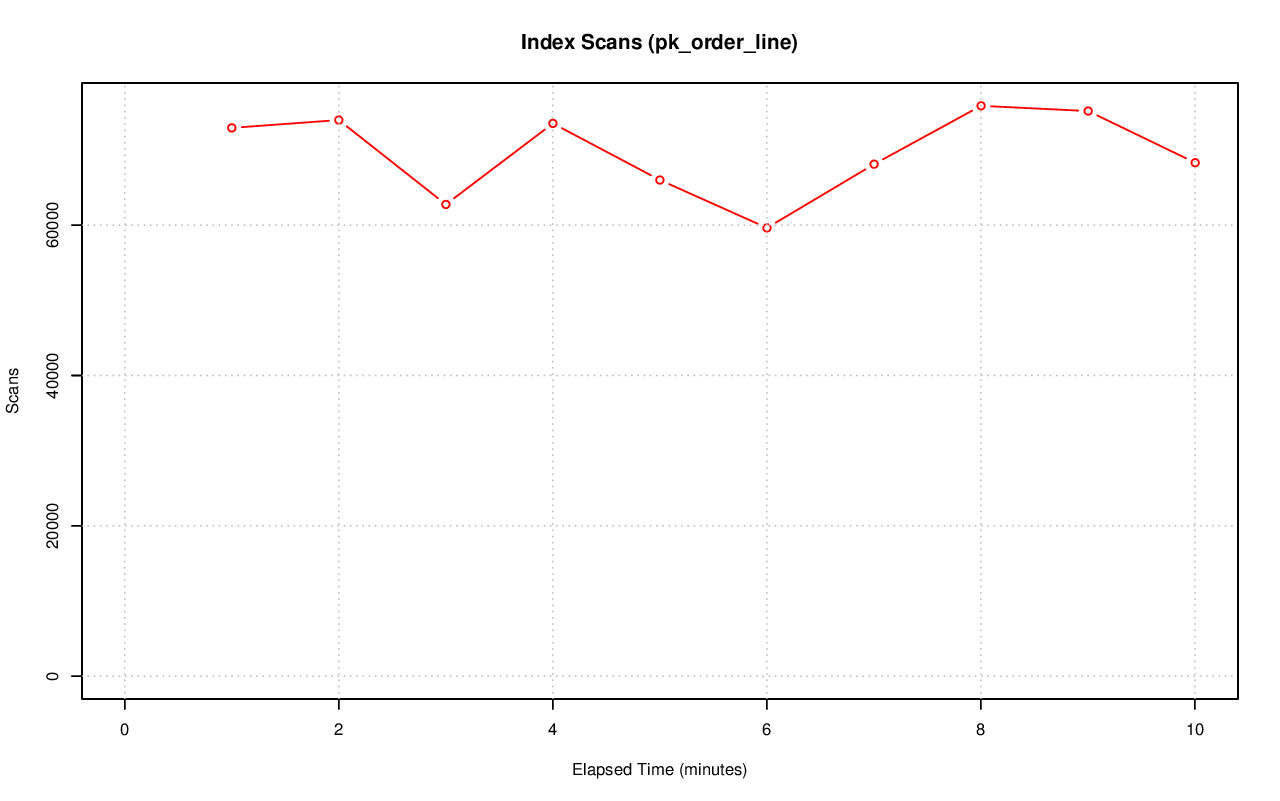 Index Scans (pk_order_line)
Scans
60000
40000
20000
0
0 2 4 6 8 10
Elapsed Time (minutes)